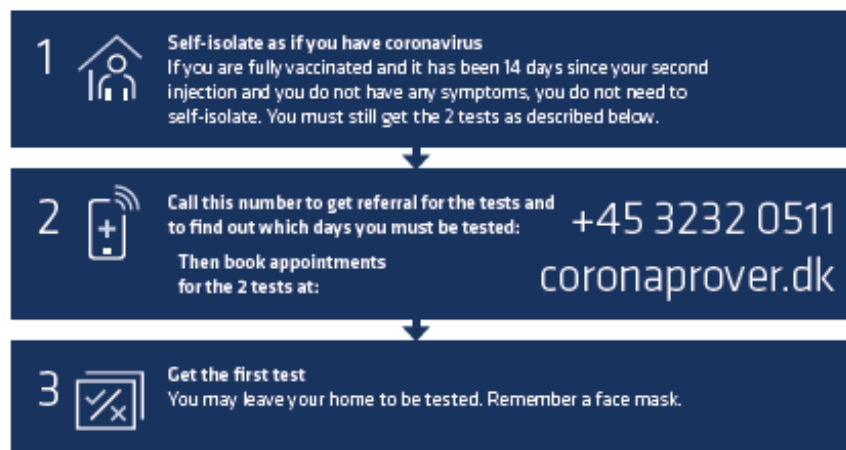 1
Self-isolate as if you have coronavirus
If you are fully vaccinated and it has been 14 days since your second
injection and you do not have any symptoms, you do not need to
self-isolate. You must still get the 2 tests as described below.
2
Call this number to get referral for the tests and
to find out which days you must be tested:
+45 3232 0511
Then book appointments
for the 2 tests at:
coronaprover.dk
3
Get the first test
You may leave your home to be tested. Remember a face mask.